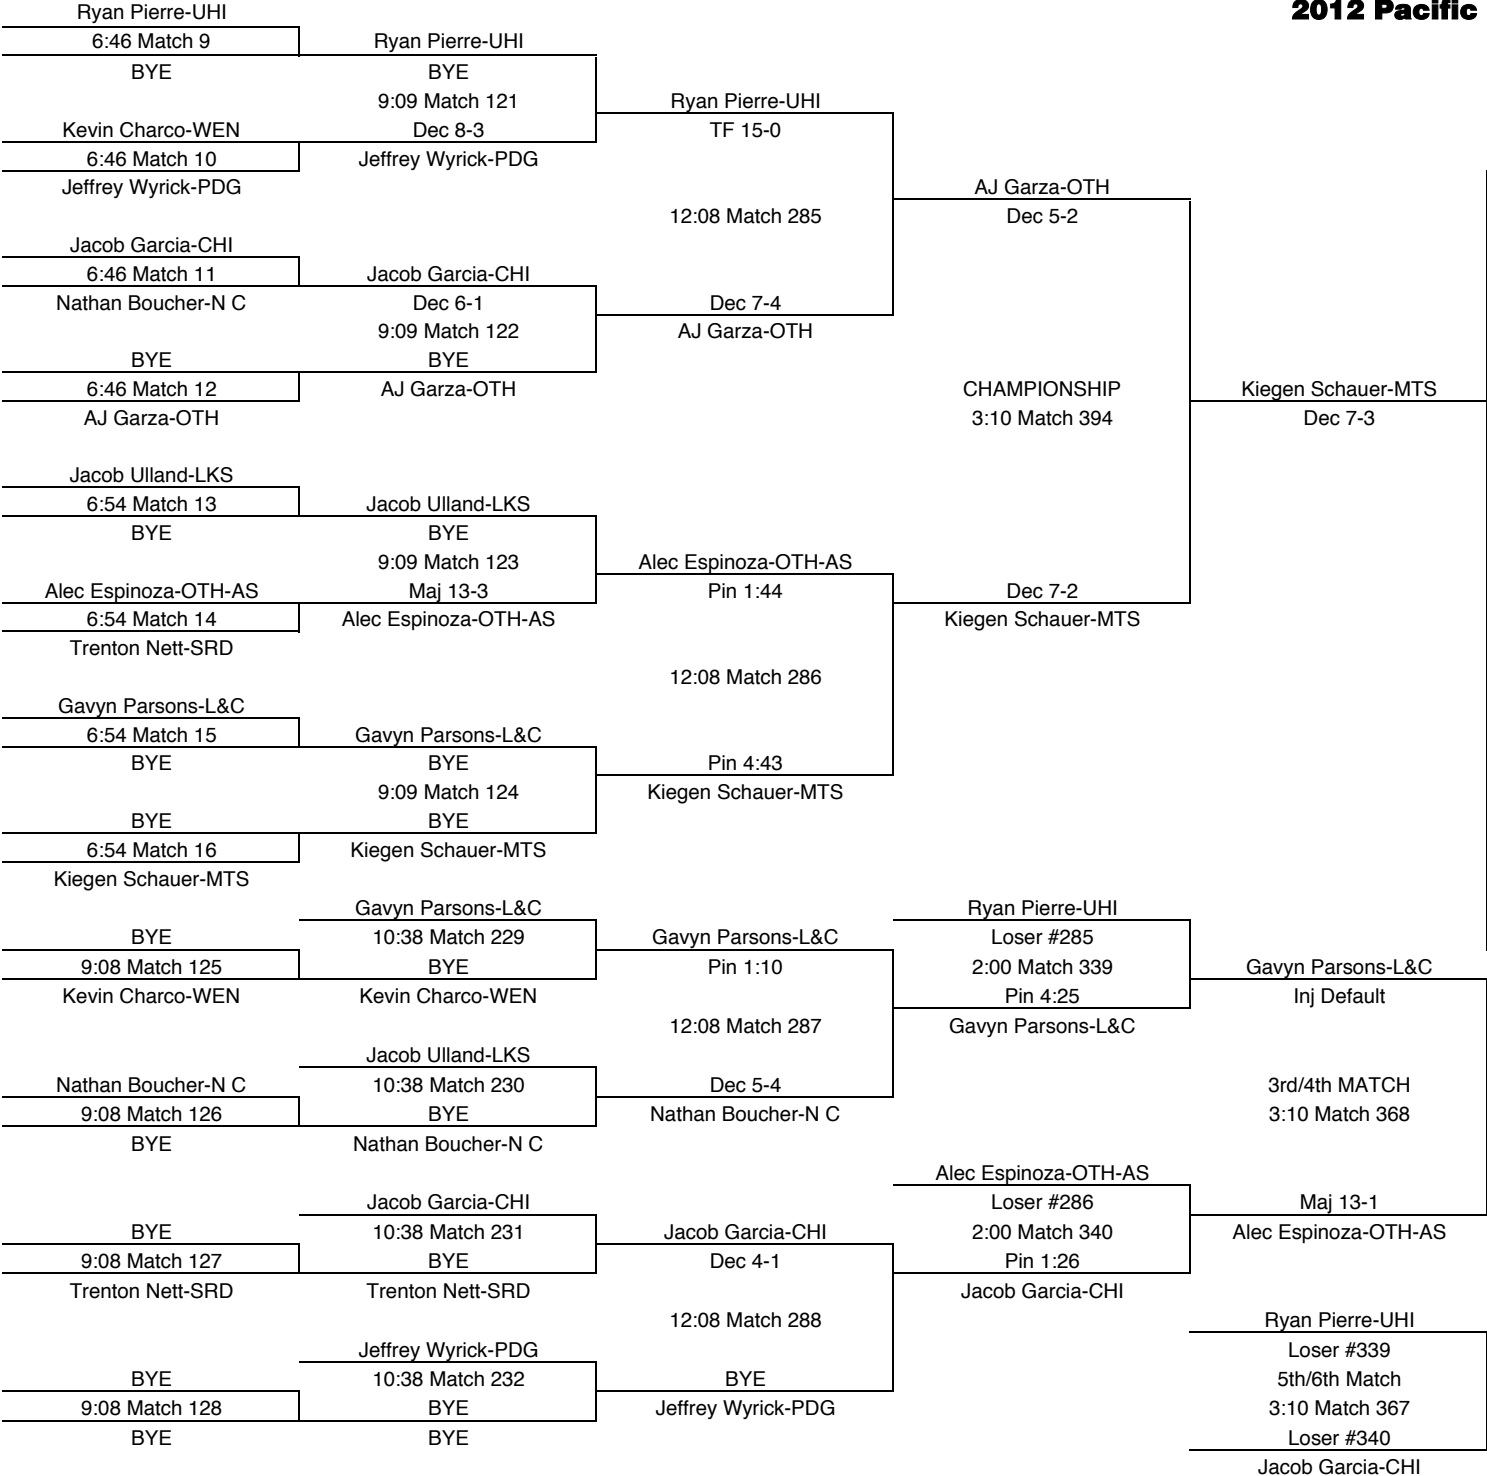 2012 Pacific
Ryan Pierre-UHI
6:46 Match 9
BYE
Kevin Charco-WEN
6:46 Match 10
Jeffrey Wyrick-PDG
Jacob Garcia-CHI
6:46 Match 11
Nathan Boucher-N C
BYE
6:46 Match 12
AJ Garza-OTH
Jacob Ulland-LKS
6:54 Match 13
BYE
Alec Espinoza-OTH-AS
6:54 Match 14
Trenton Nett-SRD
Gavyn Parsons-L&C
6:54 Match 15
BYE
BYE
6:54 Match 16
Kiegen Schauer-MTS
Ryan Pierre-UHI
BYE
9:09 Match 121
Dec 8-3
Jeffrey Wyrick-PDG
Jacob Garcia-CHI
Dec 6-1
9:09 Match 122
BYE
AJ Garza-OTH
Jacob Ulland-LKS
BYE
9:09 Match 123
Maj 13-3
Alec Espinoza-OTH-AS
Gavyn Parsons-L&C
BYE
9:09 Match 124
BYE
Kiegen Schauer-MTS
Ryan Pierre-UHI
TF 15-0
12:08 Match 285
Dec 7-4
AJ Garza-OTH
Alec Espinoza-OTH-AS
Pin 1:44
12:08 Match 286
Pin 4:43
Kiegen Schauer-MTS
AJ Garza-OTH
Dec 5-2
CHAMPIONSHIP
3:10 Match 394
Dec 7-2
Kiegen Schauer-MTS
Kiegen Schauer-MTS
Dec 7-3
BYE
9:08 Match 125
Kevin Charco-WEN
Nathan Boucher-N C
9:08 Match 126
BYE
BYE
9:08 Match 127
Trenton Nett-SRD
BYE
9:08 Match 128
BYE
Gavyn Parsons-L&C
10:38 Match 229
BYE
Kevin Charco-WEN
Jacob Ulland-LKS
10:38 Match 230
BYE
Nathan Boucher-N C
Jacob Garcia-CHI
10:38 Match 231
BYE
Trenton Nett-SRD
Jeffrey Wyrick-PDG
10:38 Match 232
BYE
BYE
Gavyn Parsons-L&C
Pin 1:10
12:08 Match 287
Dec 5-4
Nathan Boucher-N C
Jacob Garcia-CHI
Dec 4-1
12:08 Match 288
BYE
Jeffrey Wyrick-PDG
Ryan Pierre-UHI
Loser #285
2:00 Match 339
Pin 4:25
Gavyn Parsons-L&C
Alec Espinoza-OTH-AS
Loser #286
2:00 Match 340
Pin 1:26
Jacob Garcia-CHI
Gavyn Parsons-L&C
Inj Default
3rd/4th MATCH
3:10 Match 368
Maj 13-1
Alec Espinoza-OTH-AS
Ryan Pierre-UHI
Loser #339
5th/6th Match
3:10 Match 367
Loser #340
Jacob Garcia-CHI